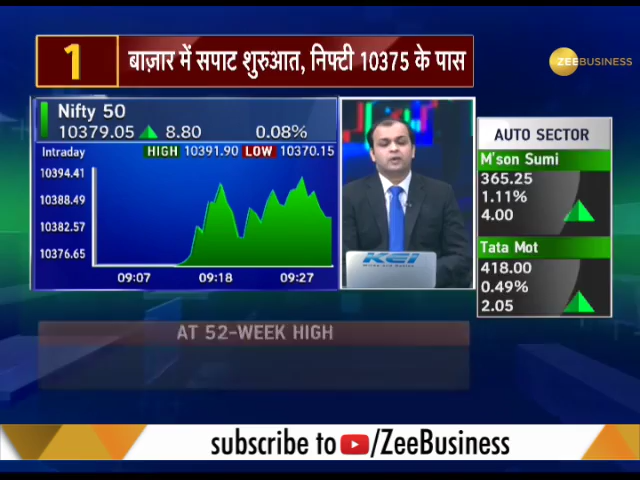 1
बाज़ार में सपाट शुरुआत, निफ्टी 10375 के पास
ZEEBUSINESS
Nifty 50
10379.05 8.80 0.08%
Intraday HIGH 10391.90 LOW 10370.15
10394.41
10388.49
10382.57
10376.65
09:07 09:18 09:27
KEI
AUTO SECTOR
M'son Sumi
365.25
1.11%
4.00
Tata Mot
418.00
0.49%
2.05
AT 52-WEEK HIGH
subscribe to /ZeeBusiness